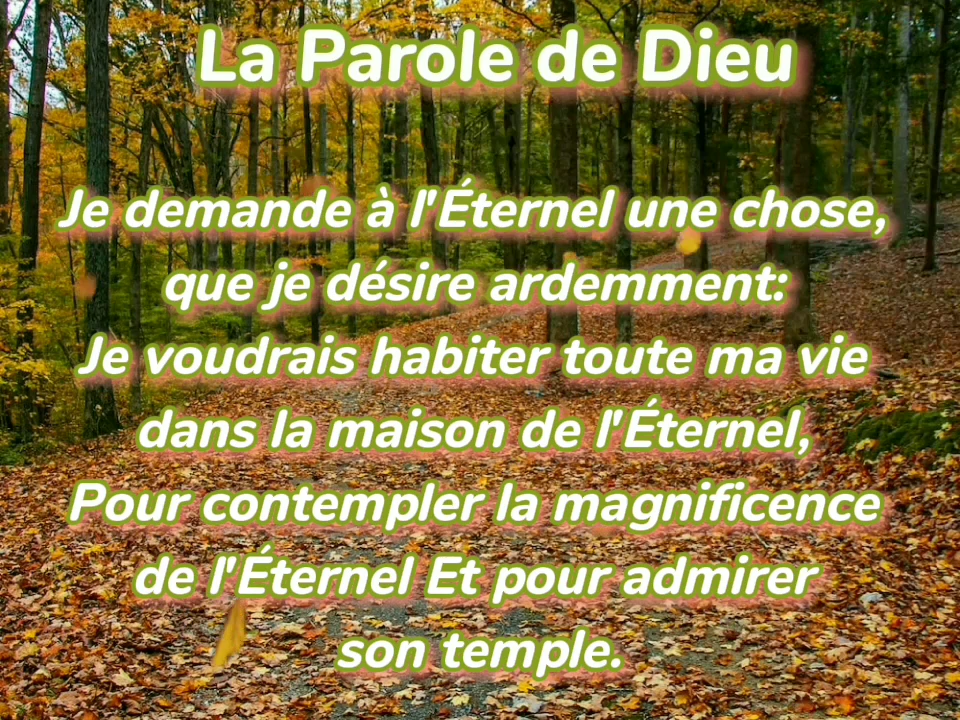 La Parole de Dieu
Je demande à l'Éternel une chose,
que je désire ardemment:
Je voudrais habiter toute ma vie
dans la maison de l'Éternel,
Pour contempler la magnificence
de l'Éternel Et pour admirer
son temple.